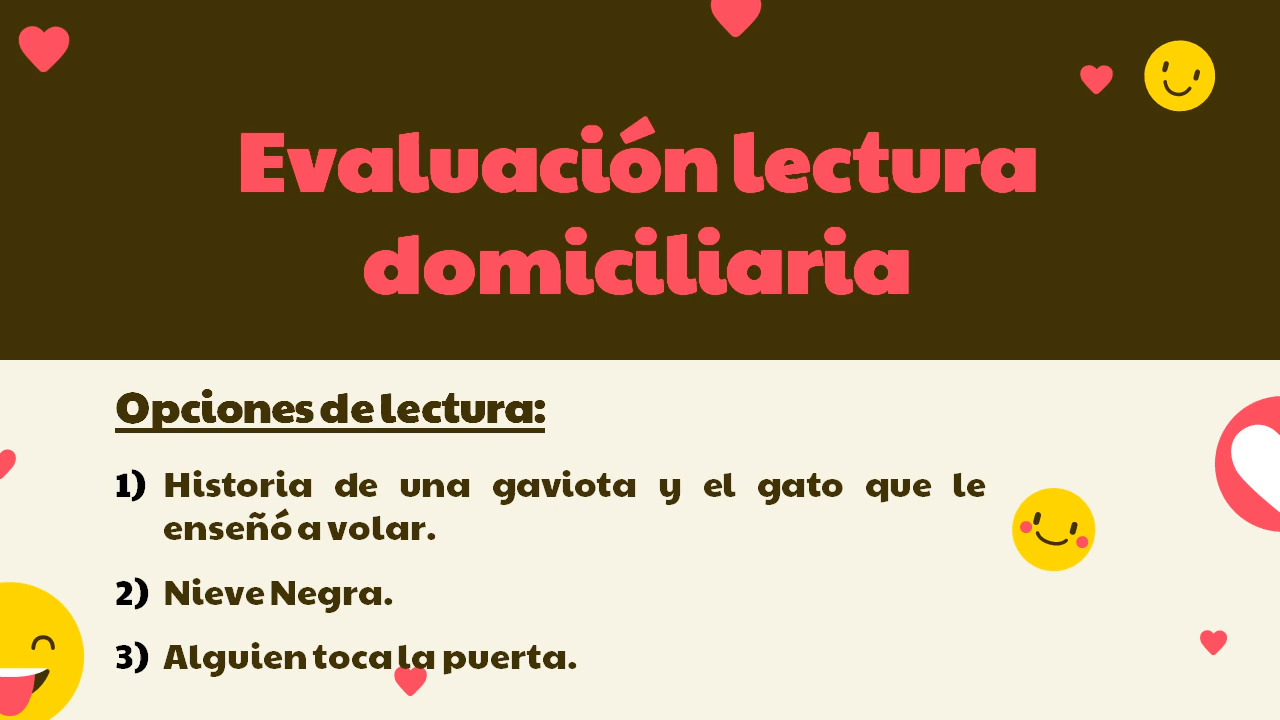 Evaluación lectura
domiciliaria
Opciones de lectura:
1) Historia de una gaviota y el gato que le
enseñó a volar.
2) Nieve Negra.
3) Alguien toca la puerta.